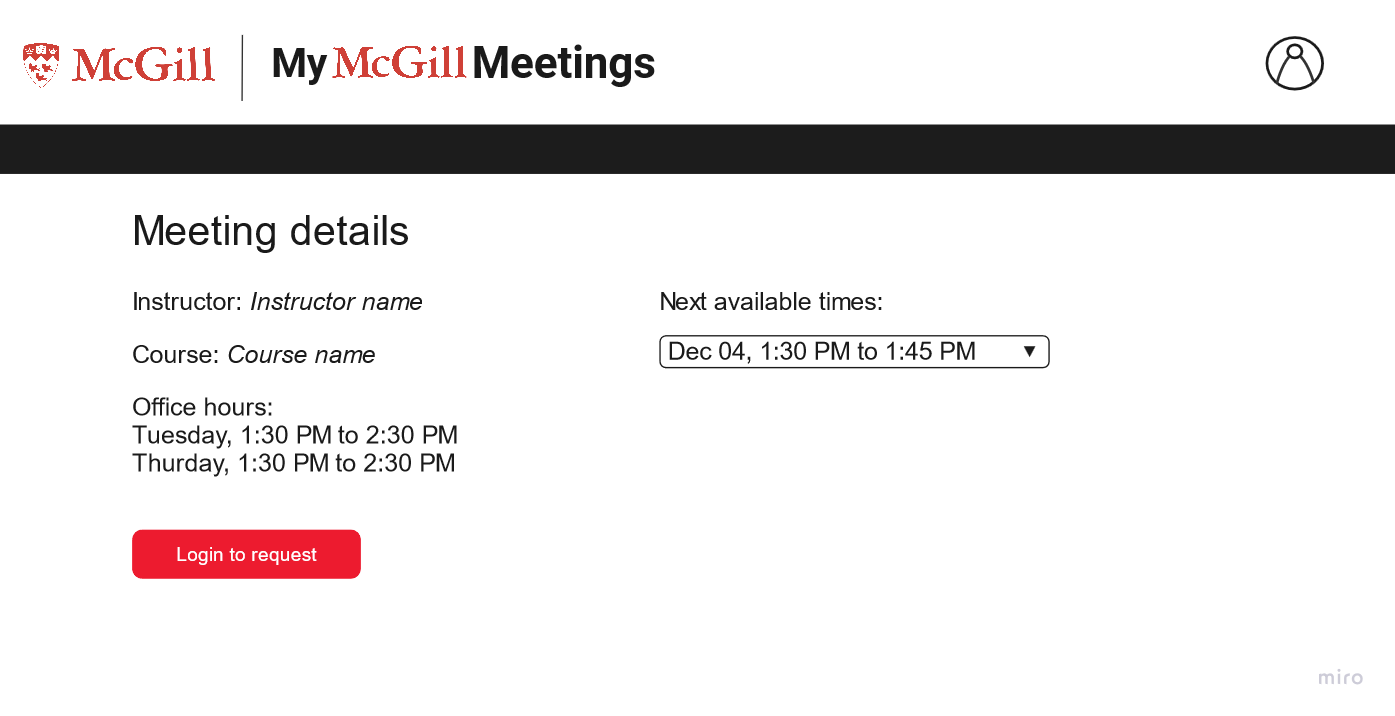 McGill
My McGill Meetings
Meeting details
Instructor: Instructor name
Course: Course name
Office hours:
Tuesday, 1:30 PM to 2:30 PM
Thurday, 1:30 PM to 2:30 PM
Next available times:
Dec 04, 1:30 PM to 1:45 PM ▼
Login to request
miro